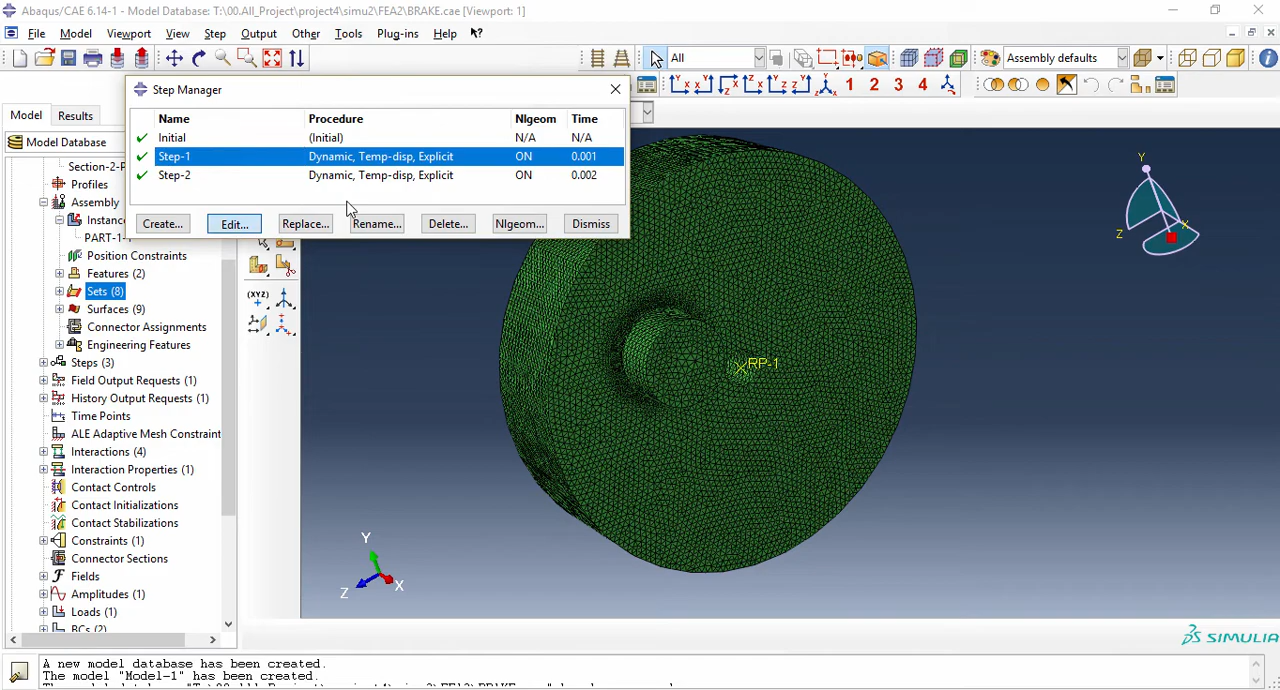 Abaqus/CAE 6.14-1 - Model Database: T:\00.All_Project\project4\simu2\FEA2\BRAKE.cae [Viewport: 1]
File Model Viewport View Step Output Other Tools Plug-ins Help
All Assembly defaults
1 2 3 4
Step Manager
Name Procedure Nlgeom Time
Initial (Initial) N/A N/A
Step-1 Dynamic, Temp-disp, Explicit ON 0.001
Step-2 Dynamic, Temp-disp, Explicit ON 0.002
Create... Edit... Replace... Rename... Delete... Nlgeom... Dismiss
Model Results
Model Database
Section-2-P
Profiles
Assembly
Instanc
PART-1-1
Position Constraints
Features (2)
Sets (8)
Surfaces (9)
Connector Assignments
Engineering Features
Steps (3)
Field Output Requests (1)
History Output Requests (1)
Time Points
ALE Adaptive Mesh Constraint
Interactions (4)
Interaction Properties (1)
Contact Controls
Contact Initializations
Contact Stabilizations
Constraints (1)
Connector Sections
Fields
Amplitudes (1)
Loads (1)
BCs (2)
(XYZ)
RP-1
Y
X
Z
Y
X
Z
SIMULIA
A new model database has been created.
The model "Model-1" has been created.